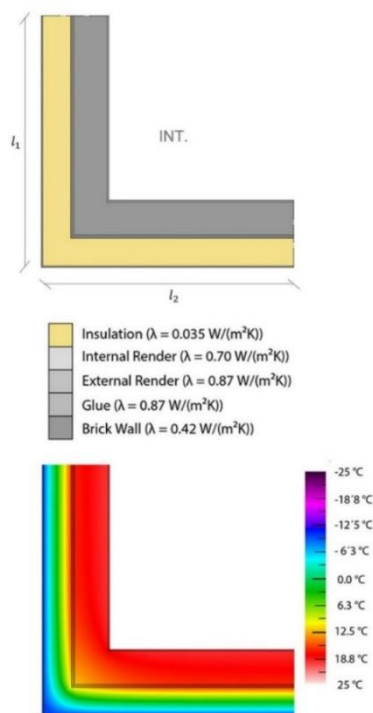 l₁
INT.
l₂
Insulation (λ = 0.035 W/(m²K))
Internal Render (λ = 0.70 W/(m²K))
External Render (λ = 0.87 W/(m²K))
Glue (λ = 0.87 W/(m²K))
Brick Wall (λ = 0.42 W/(m²K))
-25 °C
-18'8 °C
-12'5 °C
-6'3 °C
0.0 °C
6.3 °C
12.5 °C
18.8 °C
25 °C